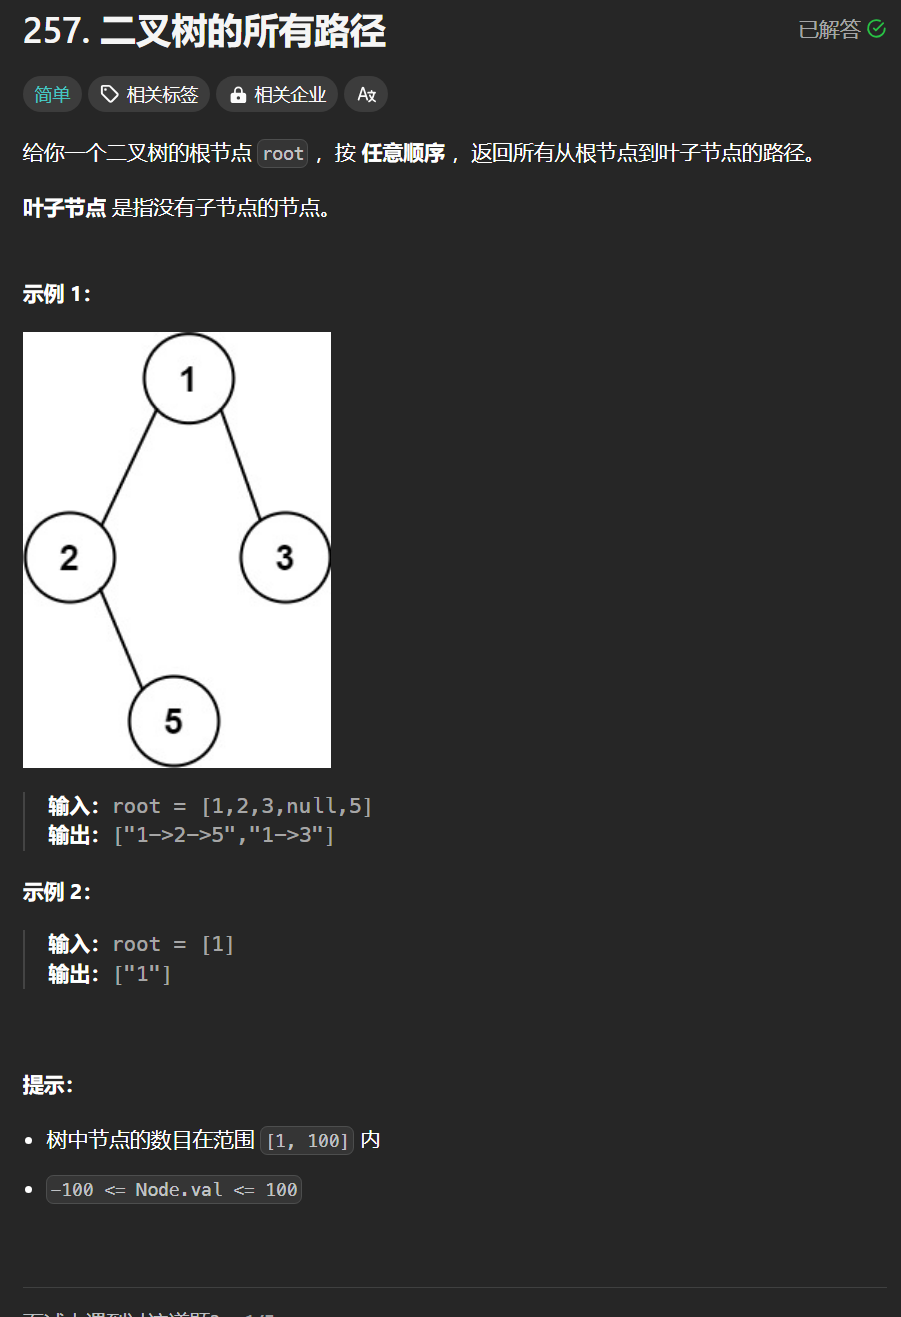 257. 二叉树的所有路径
已解答
简单
相关标签
相关企业
给你一个二叉树的根节点 root ，按 任意顺序 ，返回所有从根节点到叶子节点的路径。
叶子节点 是指没有子节点的节点。
示例 1：
1
2
3
5
输入：root = [1,2,3,null,5]
输出：["1->2->5","1->3"]
示例 2：
输入：root = [1]
输出：["1"]
提示：
树中节点的数目在范围 [1, 100] 内
-100 <= Node.val <= 100